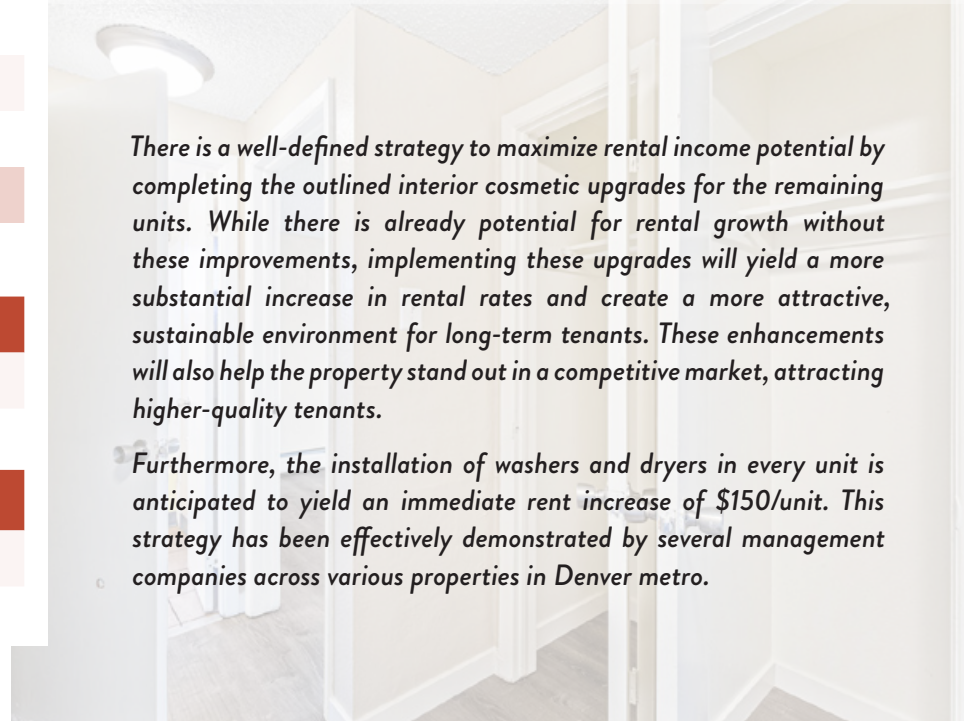 There is a well-defined strategy to maximize rental income potential by
completing the outlined interior cosmetic upgrades for the remaining
units. While there is already potential for rental growth without
these improvements, implementing these upgrades will yield a more
substantial increase in rental rates and create a more attractive,
sustainable environment for long-term tenants. These enhancements
will also help the property stand out in a competitive market, attracting
higher-quality tenants.
Furthermore, the installation of washers and dryers in every unit is
anticipated to yield an immediate rent increase of $150/unit. This
strategy has been effectively demonstrated by several management
companies across various properties in Denver metro.